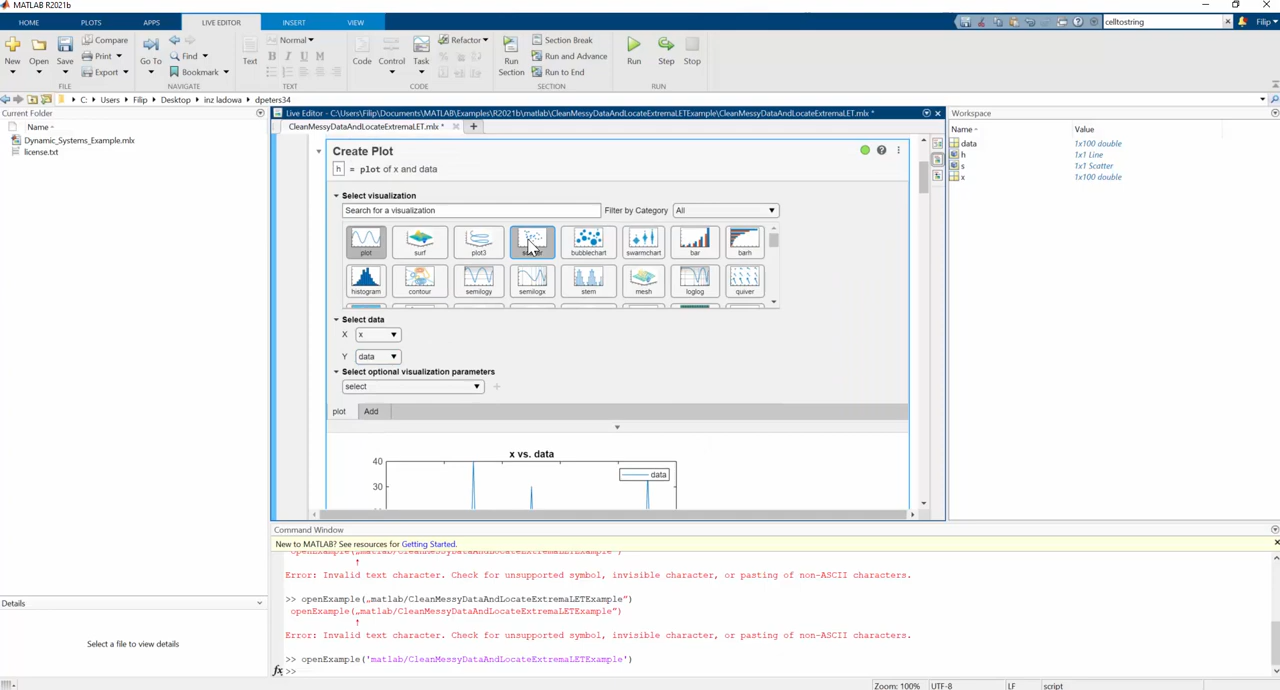 MATLAB R2021b
HOME PLOTS APPS LIVE EDITOR INSERT VIEW
celltostring
Filip
New Open Save
Compare
Print
Export
Go To
Find
Bookmark
Text
Normal
B I U M
Code Control Task
Refactor
Run Section
Section Break
Run and Advance
Run to End
Run Step Stop
FILE NAVIGATE TEXT CODE SECTION RUN
C: Users Filip Desktop inz ladowa dpeters34
Current Folder
Name
Dynamic_Systems_Example.mlx
license.txt
Details
Select a file to view details
Live Editor - C:\Users\Filip\Documents\MATLAB\Examples\R2021b\matlab\CleanMessyDataAndLocateExtremaLETExample\CleanMessyDataAndLocateExtremaLET.mlx *
CleanMessyDataAndLocateExtremaLET.mlx *
Create Plot
h = plot of x and data
Select visualization
Search for a visualization Filter by Category All
plot surf plot3 bubblechart swarmchart bar barh
histogram contour semilogy semilogx stem mesh loglog quiver
Select data
X x
Y data
Select optional visualization parameters
select
plot Add
x vs. data
40
30
data
Workspace
Name Value
data 1x100 double
h 1x1 Line
s 1x1 Scatter
x 1x100 double
Command Window
New to MATLAB? See resources for Getting Started.
openExample(„matlab/CleanMessyDataAndLocateExtremaLETExample")
↑
Error: Invalid text character. Check for unsupported symbol, invisible character, or pasting of non-ASCII characters.
>> openExample(„matlab/CleanMessyDataAndLocateExtremaLETExample”)
openExample(„matlab/CleanMessyDataAndLocateExtremaLETExample”)
↑
Error: Invalid text character. Check for unsupported symbol, invisible character, or pasting of non-ASCII characters.
>> openExample('matlab/CleanMessyDataAndLocateExtremaLETExample')
fx >>
Zoom: 100% UTF-8 LF script